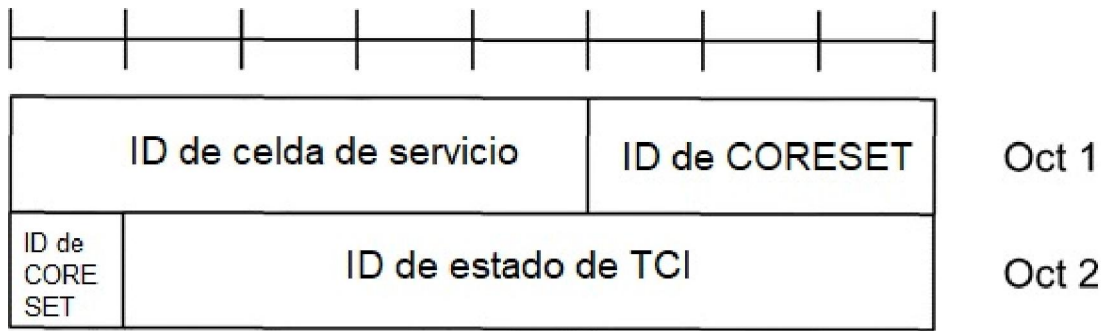 ID de celda de servicio ID de CORESET Oct 1
ID de
CORE
SET
ID de estado de TCI Oct 2